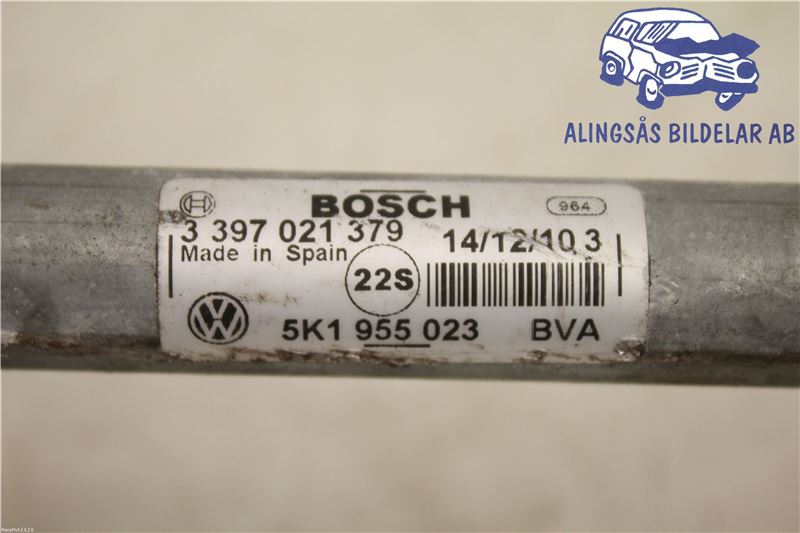 ALINGSÅS BILDELAR AB
BOSCH
964
3 397 021 379
14/12/10 3
Made in Spain
22S
5K1 955 023 BVA